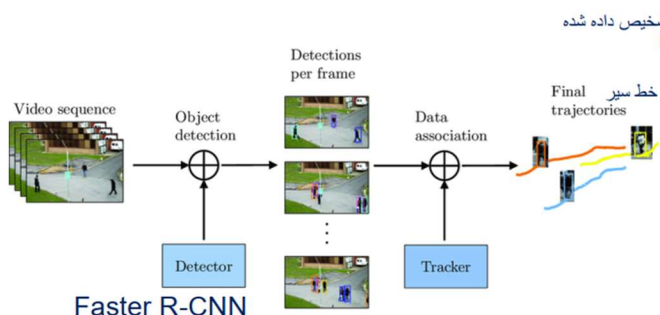 شخیص داده شده
Detections
per frame
Final
trajectories
خط سیر
Video sequence
Object
detection
Data
association
Detector
Tracker
Faster R-CNN